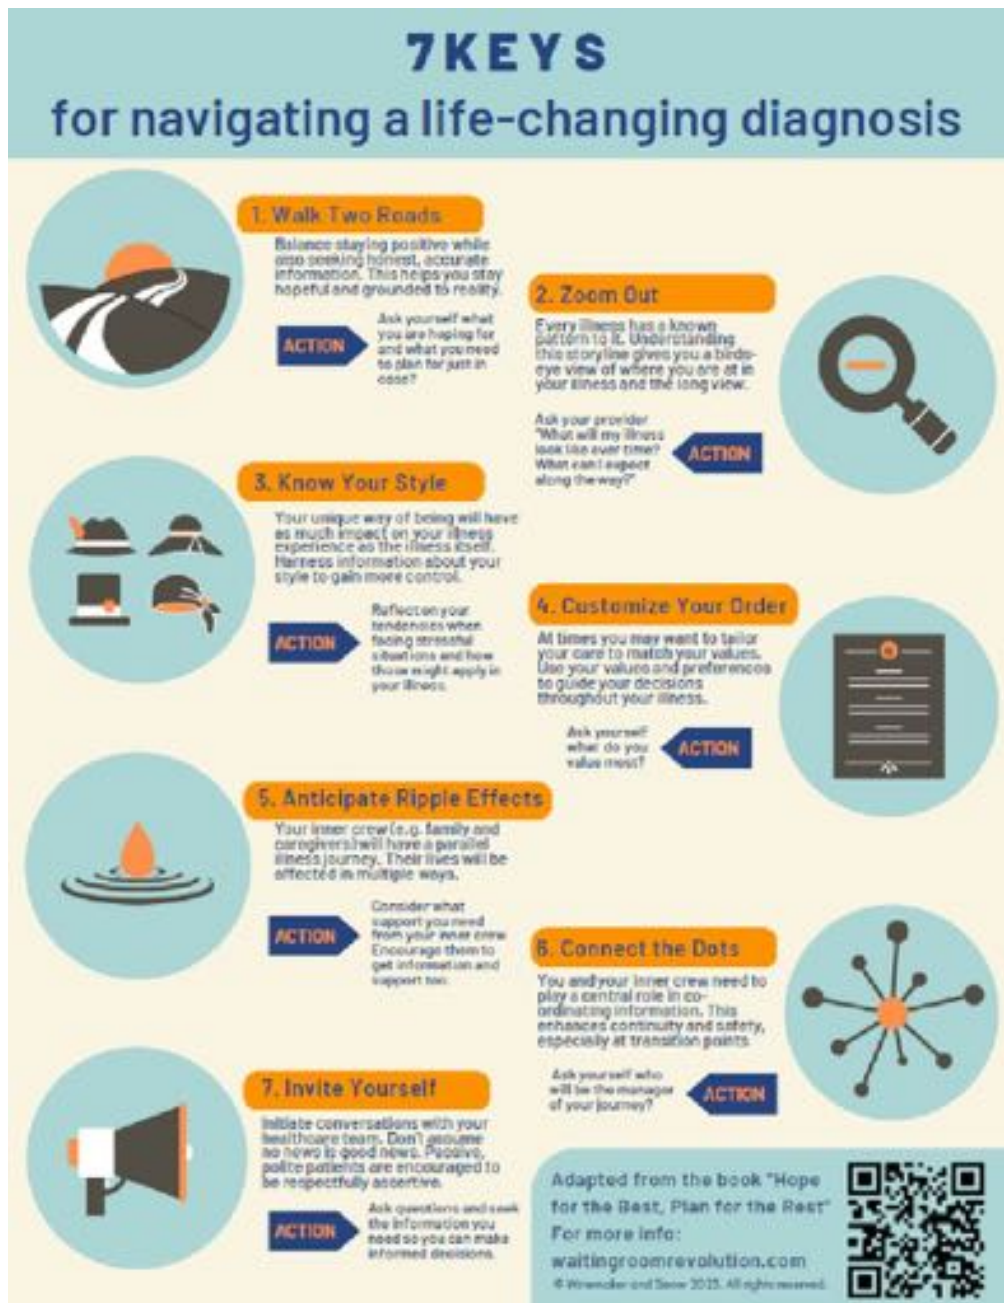 7 KEYS
for navigating a life-changing diagnosis
1. Walk Two Roads
Balance staying positive while
also seeking honest, accurate
information. This helps you stay
hopeful and grounded to reality.
ACTION
Ask yourself what
you are hoping for
and what you need
to plan for just in
case?
2. Zoom Out
Every illness has a known
pattern to it. Understanding
this storyline gives you a birds-
eye view of where you are at in
your illness and the long view.
Ask your provider
"What will my illness
look like over time?
What can I expect
along the way?"
ACTION
3. Know Your Style
Your unique way of being will have
as much impact on your illness
experience as the illness itself.
Harness information about your
style to gain more control.
ACTION
Reflect on your
tendencies when
facing stressful
situations and how
those might apply in
your illness.
4. Customize Your Order
At times you may want to tailor
your care to match your values.
Use your values and preferences
to guide your decisions
throughout your illness.
Ask yourself
what do you
value most?
ACTION
5. Anticipate Ripple Effects
Your inner crew (e.g. family and
caregivers) will have a parallel
illness journey. Their lives will be
affected in multiple ways.
ACTION
Consider what
support you need
from your inner crew
Encourage them to
get information and
support too.
6. Connect the Dots
You and your inner crew need to
play a central role in co-
ordinating information. This
enhances continuity and safety,
especially at transition points
Ask yourself who
will be the manager
of your journey?
ACTION
7. Invite Yourself
Initiate conversations with your
healthcare team. Don't assume
no news is good news. Passive,
polite patients are encouraged to
be respectfully assertive.
ACTION
Ask questions and seek
the information you
need so you can make
informed decisions.
Adapted from the book "Hope
for the Best, Plan for the Rest"
For more info:
waitingroomrevolution.com
© Winemaker and Seow 2023. All rights reserved.